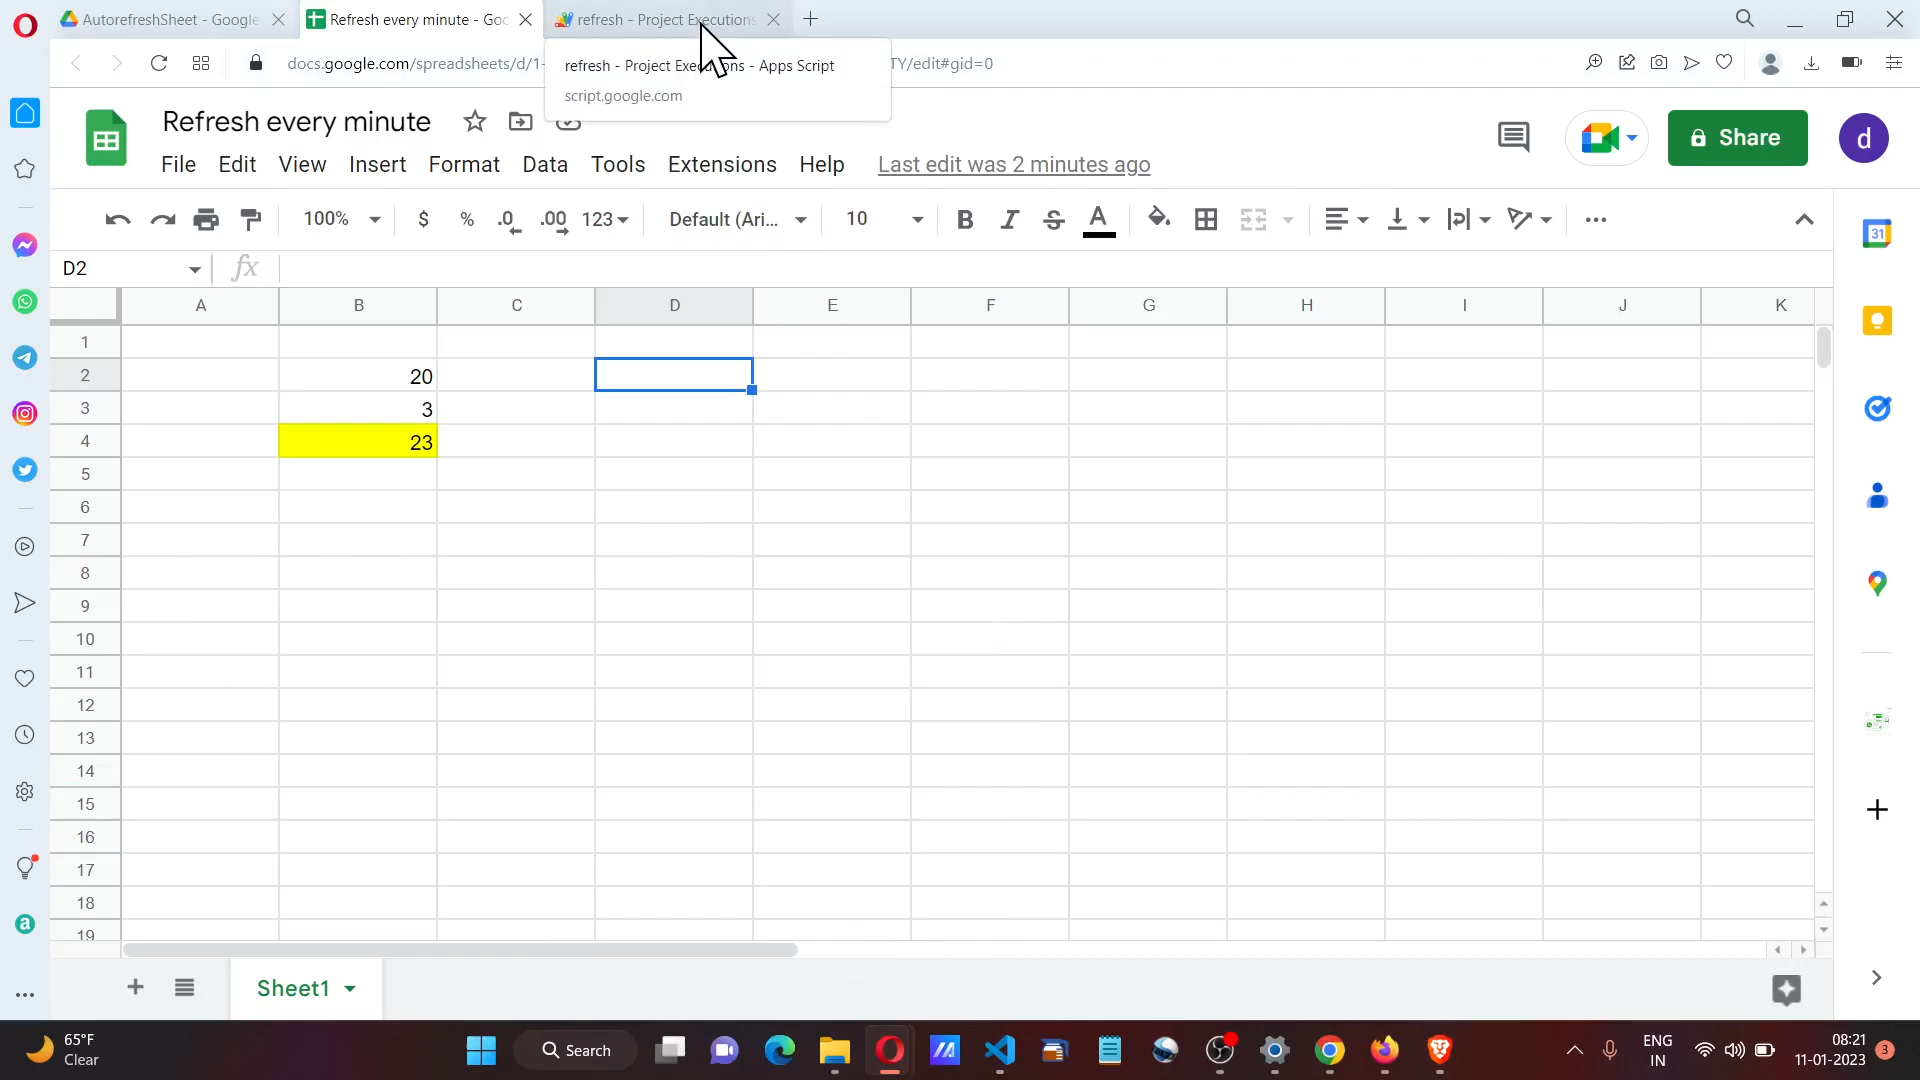 AutorefreshSheet - Google
Refresh every minute - Goo
refresh - Project Executions
docs.google.com/spreadsheets/d/1-
TY/edit#gid=0
refresh - Project Executions - Apps Script
script.google.com
Refresh every minute
Share
d
File Edit View Insert Format Data Tools Extensions Help Last edit was 2 minutes ago
100% $ % .0 .00 123 Default (Ari... 10 B I S A
31
D2 fx
A B C D E F G H I J K
1
2 20
3 3
4 23
5
6
7
8
9
10
11
12
13
14
15
16
17
18
19
Sheet1
65°F
Clear
Search
ENG
IN
08:21
11-01-2023
3